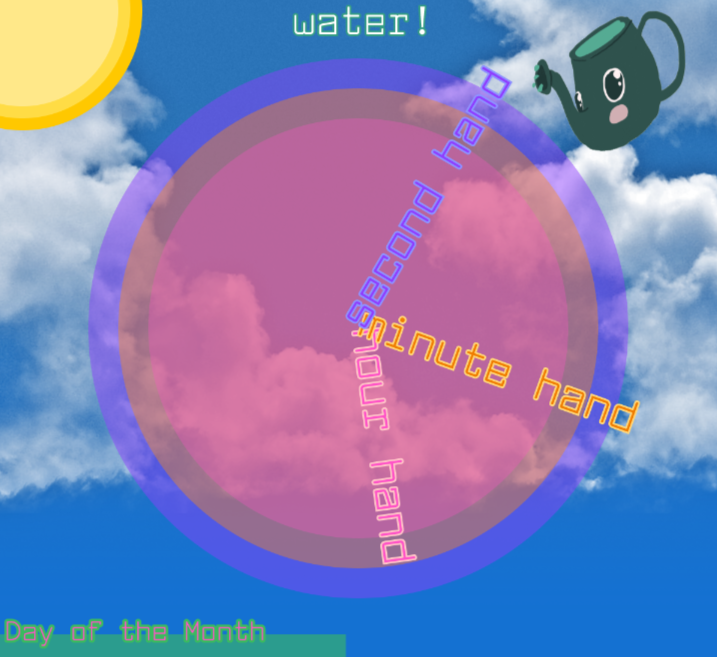 water!
second hand
minute hand
hour hand
Day of the Month